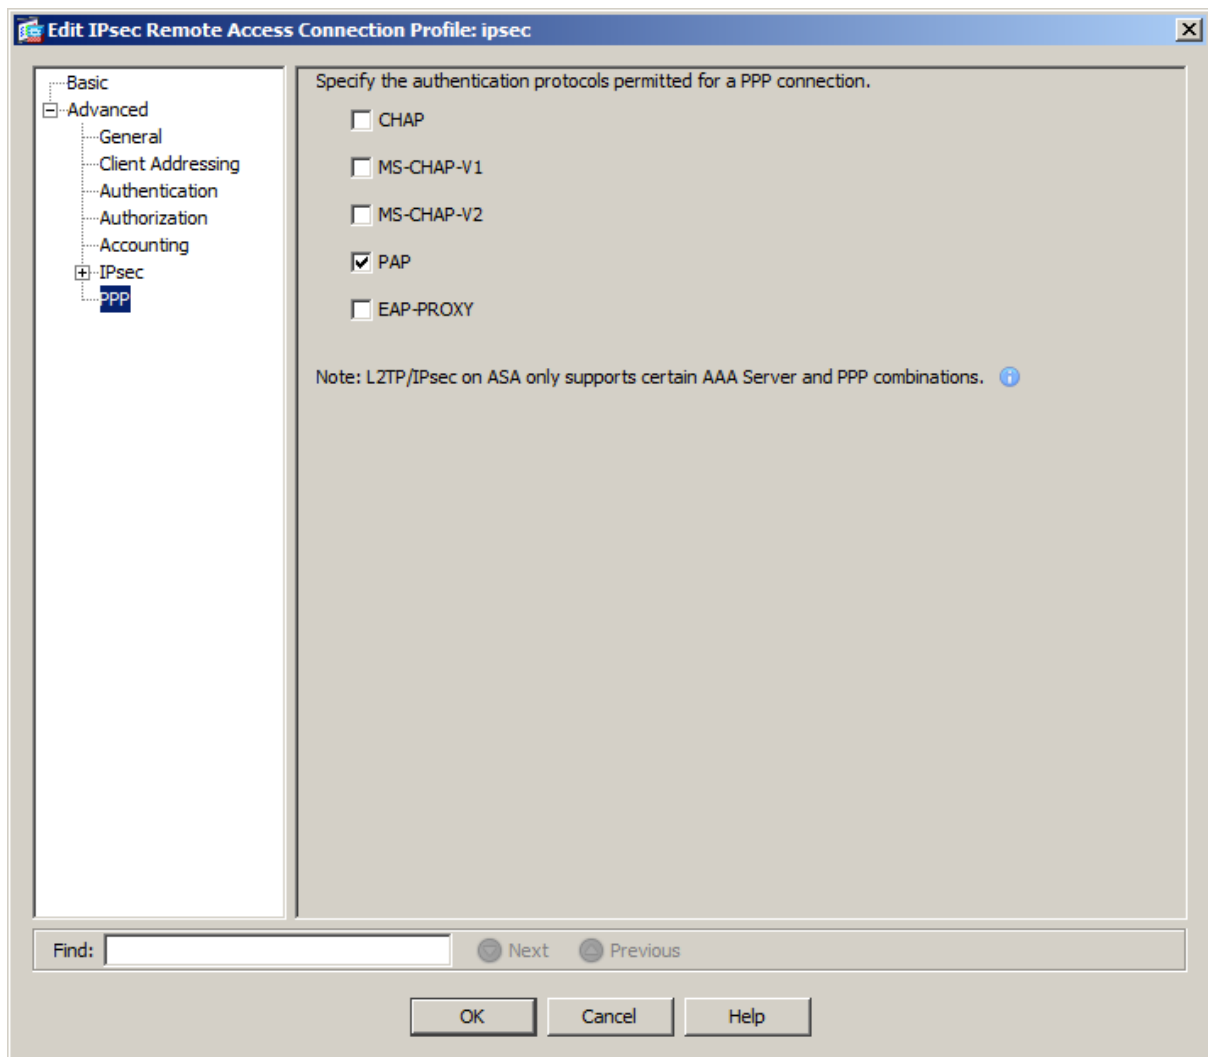 Edit IPsec Remote Access Connection Profile: ipsec
Basic
Advanced
General
Client Addressing
Authentication
Authorization
Accounting
IPsec
PPP
Specify the authentication protocols permitted for a PPP connection.
CHAP
MS-CHAP-V1
MS-CHAP-V2
PAP
EAP-PROXY
Note: L2TP/IPsec on ASA only supports certain AAA Server and PPP combinations.
Find: Next Previous
OK Cancel Help